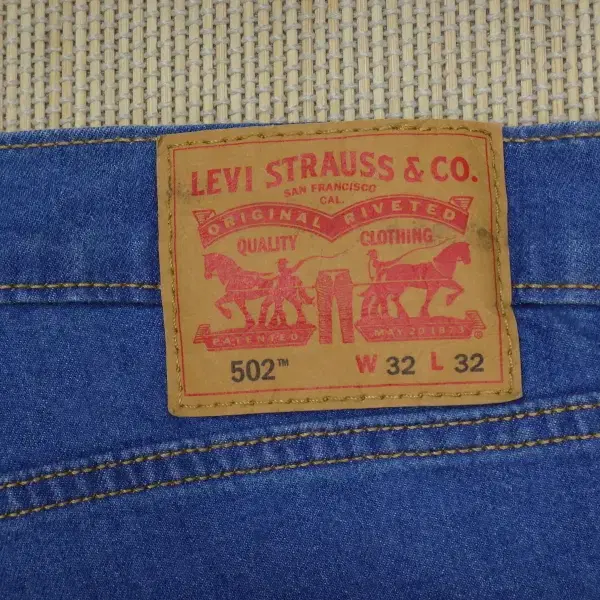 LEVI STRAUSS & CO.
SAN FRANCISCO
CAL.
ORIGINAL RIVETED
QUALITY CLOTHING
PATENTED MAY 20 1873
502™ W 32 L 32